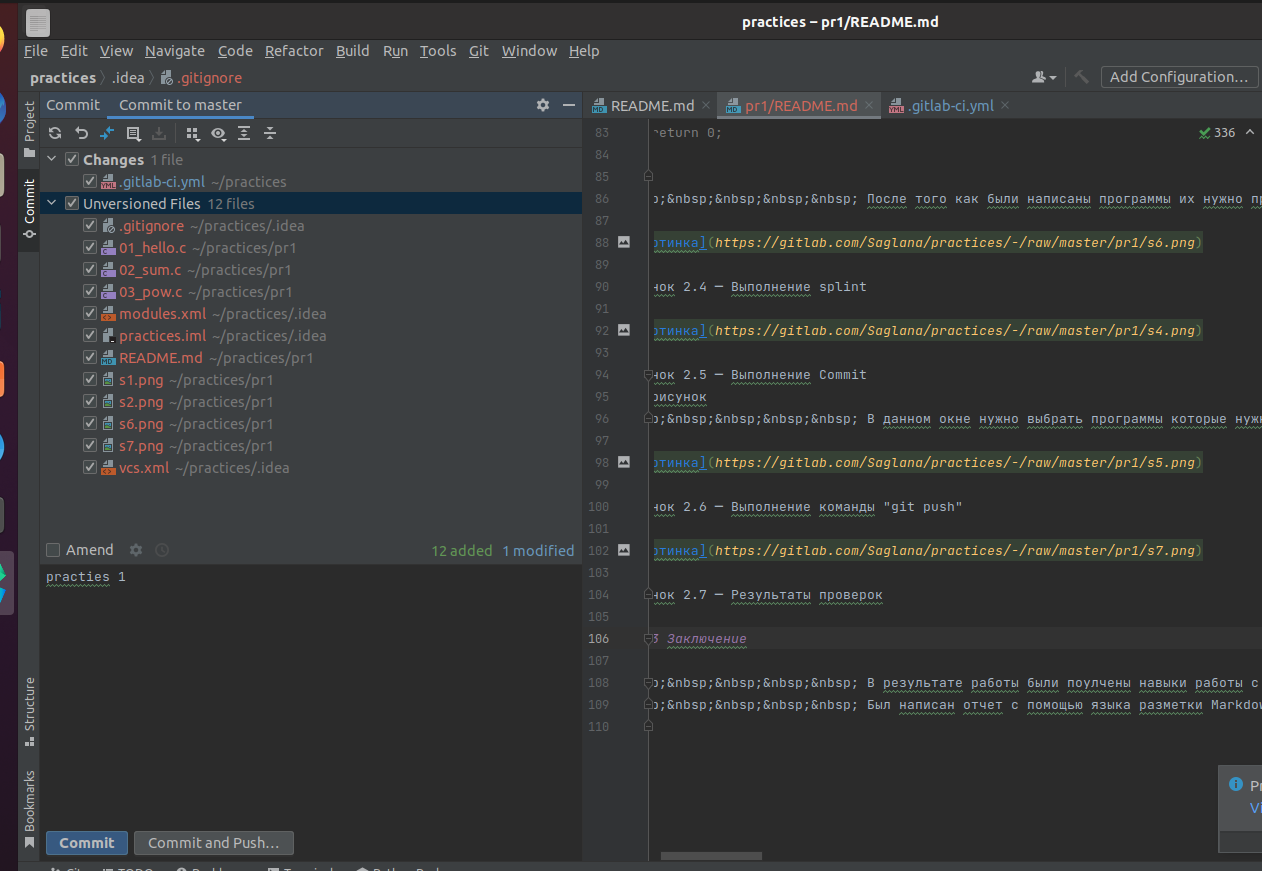 practices – pr1/README.md
File Edit View Navigate Code Refactor Build Run Tools Git Window Help
practices .idea .gitignore
Add Configuration...
Commit Commit to master
README.md pr1/README.md .gitlab-ci.yml
Project
Commit
Structure
Bookmarks
Changes 1 file
.gitlab-ci.yml ~/practices
Unversioned Files 12 files
.gitignore ~/practices/.idea
01_hello.c ~/practices/pr1
02_sum.c ~/practices/pr1
03_pow.c ~/practices/pr1
modules.xml ~/practices/.idea
practices.iml ~/practices/.idea
README.md ~/practices/pr1
s1.png ~/practices/pr1
s2.png ~/practices/pr1
s6.png ~/practices/pr1
s7.png ~/practices/pr1
vcs.xml ~/practices/.idea
Amend 12 added 1 modified
practies 1
Commit Commit and Push...
336
83 return 0;
84
85
86 p;&nbsp;&nbsp;&nbsp; После того как были написаны программы их нужно пр
87
88 ртинка](https://gitlab.com/Saglana/practices/-/raw/master/pr1/s6.png)
89
90 нок 2.4 — Выполнение splint
91
92 ртинка](https://gitlab.com/Saglana/practices/-/raw/master/pr1/s4.png)
93
94 нок 2.5 — Выполнение Commit
95 рисунок
96 p;&nbsp;&nbsp;&nbsp; В данном окне нужно выбрать программы которые нуж
97
98 ртинка](https://gitlab.com/Saglana/practices/-/raw/master/pr1/s5.png)
99
100 нок 2.6 — Выполнение команды "git push"
101
102 ртинка](https://gitlab.com/Saglana/practices/-/raw/master/pr1/s7.png)
103
104 нок 2.7 — Результаты проверок
105
106 3 Заключение
107
108 p;&nbsp;&nbsp;&nbsp; В результате работы были поулчены навыки работы с
109 p;&nbsp;&nbsp;&nbsp; Был написан отчет с помощью языка разметки Markdow
110